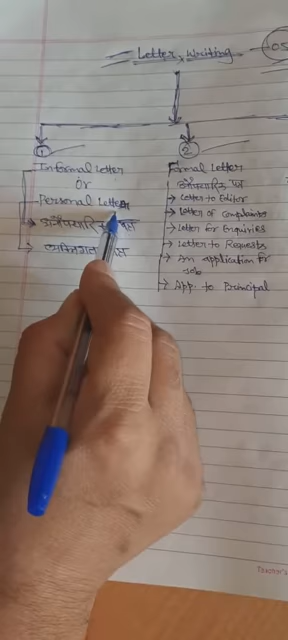 Letter Writing
05
①
Informal Letter
Or
Personal Letter
अनौपचारिक पत्र
व्यक्तिगत पत्र
②
Formal Letter
औपचारिक पत्र
→ Letter to Editor
→ Letter of Complaints
→ Letter for Enquiries
→ Letter to Requests
→ An application for
Job
→ App. to Principal